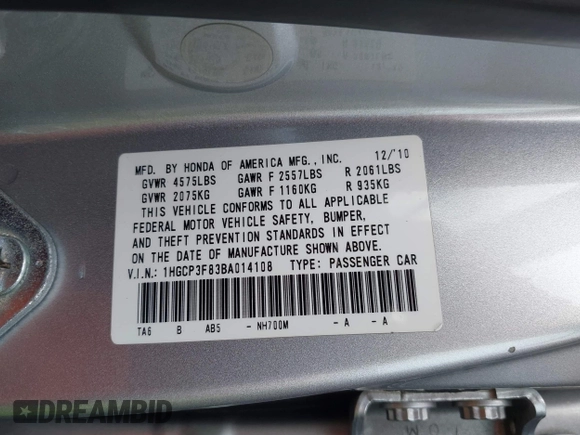 MFD. BY HONDA OF AMERICA MFG., INC. 12/'10
GVWR 4575LBS GAWR F 2557LBS R 2061LBS
GVWR 2075KG GAWR F 1160KG R 935KG
THIS VEHICLE CONFORMS TO ALL APPLICABLE
FEDERAL MOTOR VEHICLE SAFETY, BUMPER,
AND THEFT PREVENTION STANDARDS IN EFFECT
ON THE DATE OF MANUFACTURE SHOWN ABOVE.
V.I.N.: 1HGCP3F83BA014108 TYPE: PASSENGER CAR
TA6 B AB5 - NH700M - A - A
DREAMBID